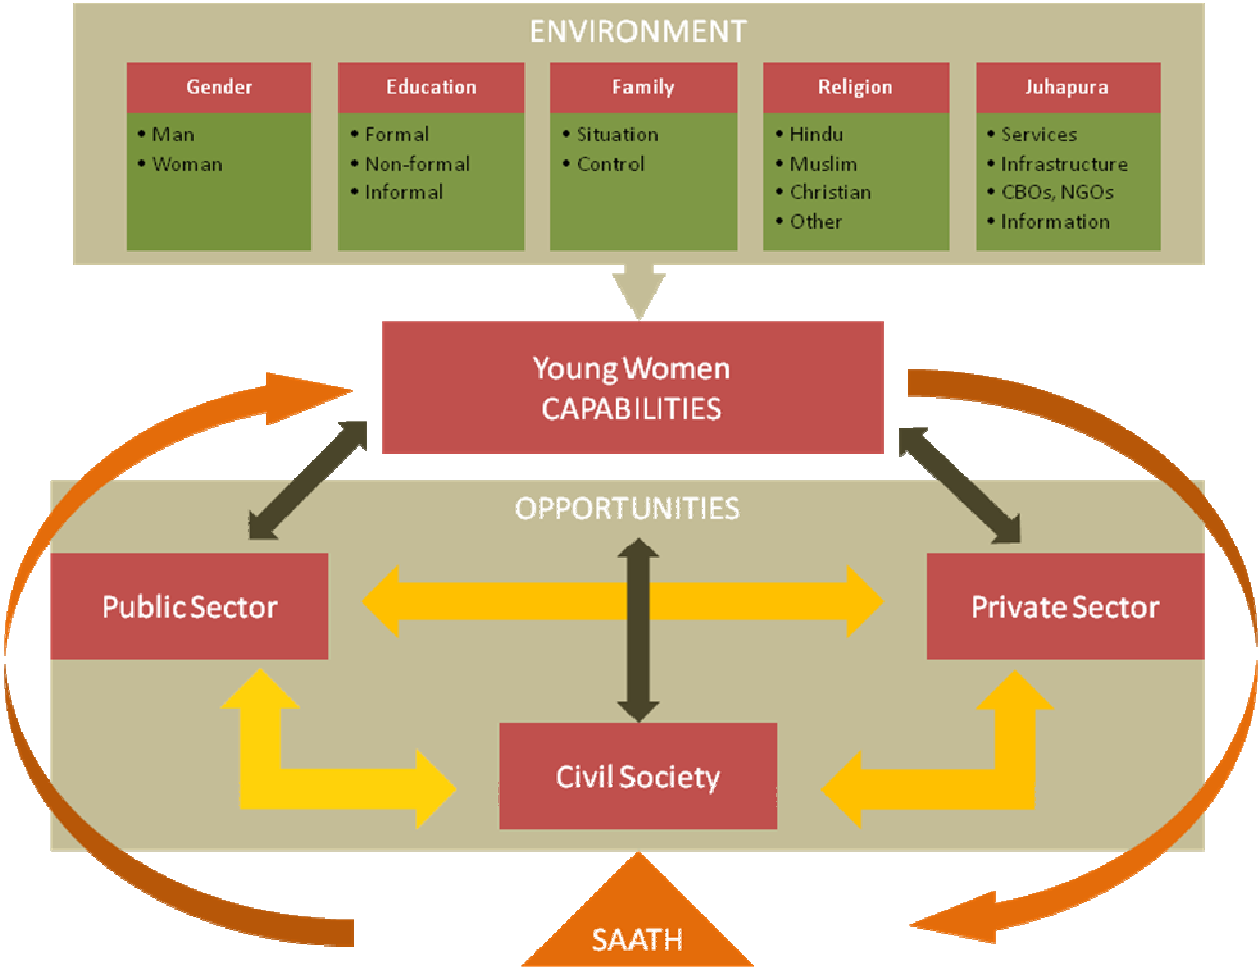 ENVIRONMENT
Gender
• Man
• Woman
Education
• Formal
• Non-formal
• Informal
Family
• Situation
• Control
Religion
• Hindu
• Muslim
• Christian
• Other
Juhapura
• Services
• Infrastructure
• CBOs, NGOs
• Information
Young Women
CAPABILITIES
OPPORTUNITIES
Public Sector
Private Sector
Civil Society
SAATH